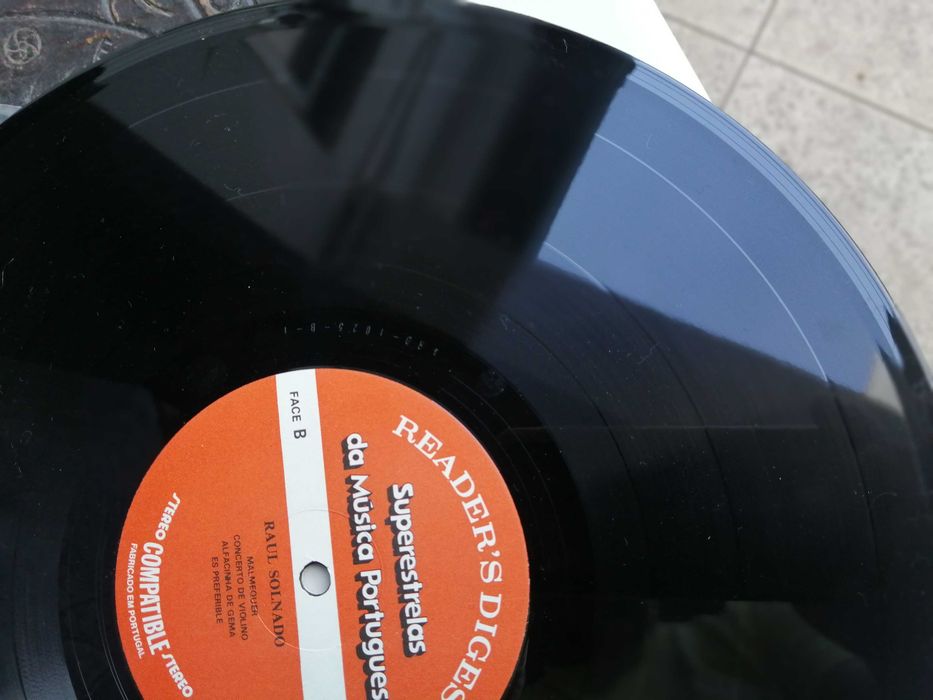 READER'S DIGES
Superestrelas
da Música Portugues
FACE B
RAUL SOLNADO
MALMEQUER
CONCERTO DE VIOLINO
ALFACINHA DE GEMA
ES PREFERIBLE
STEREO COMPATIBLE STEREO
FABRICADO EM PORTUGAL